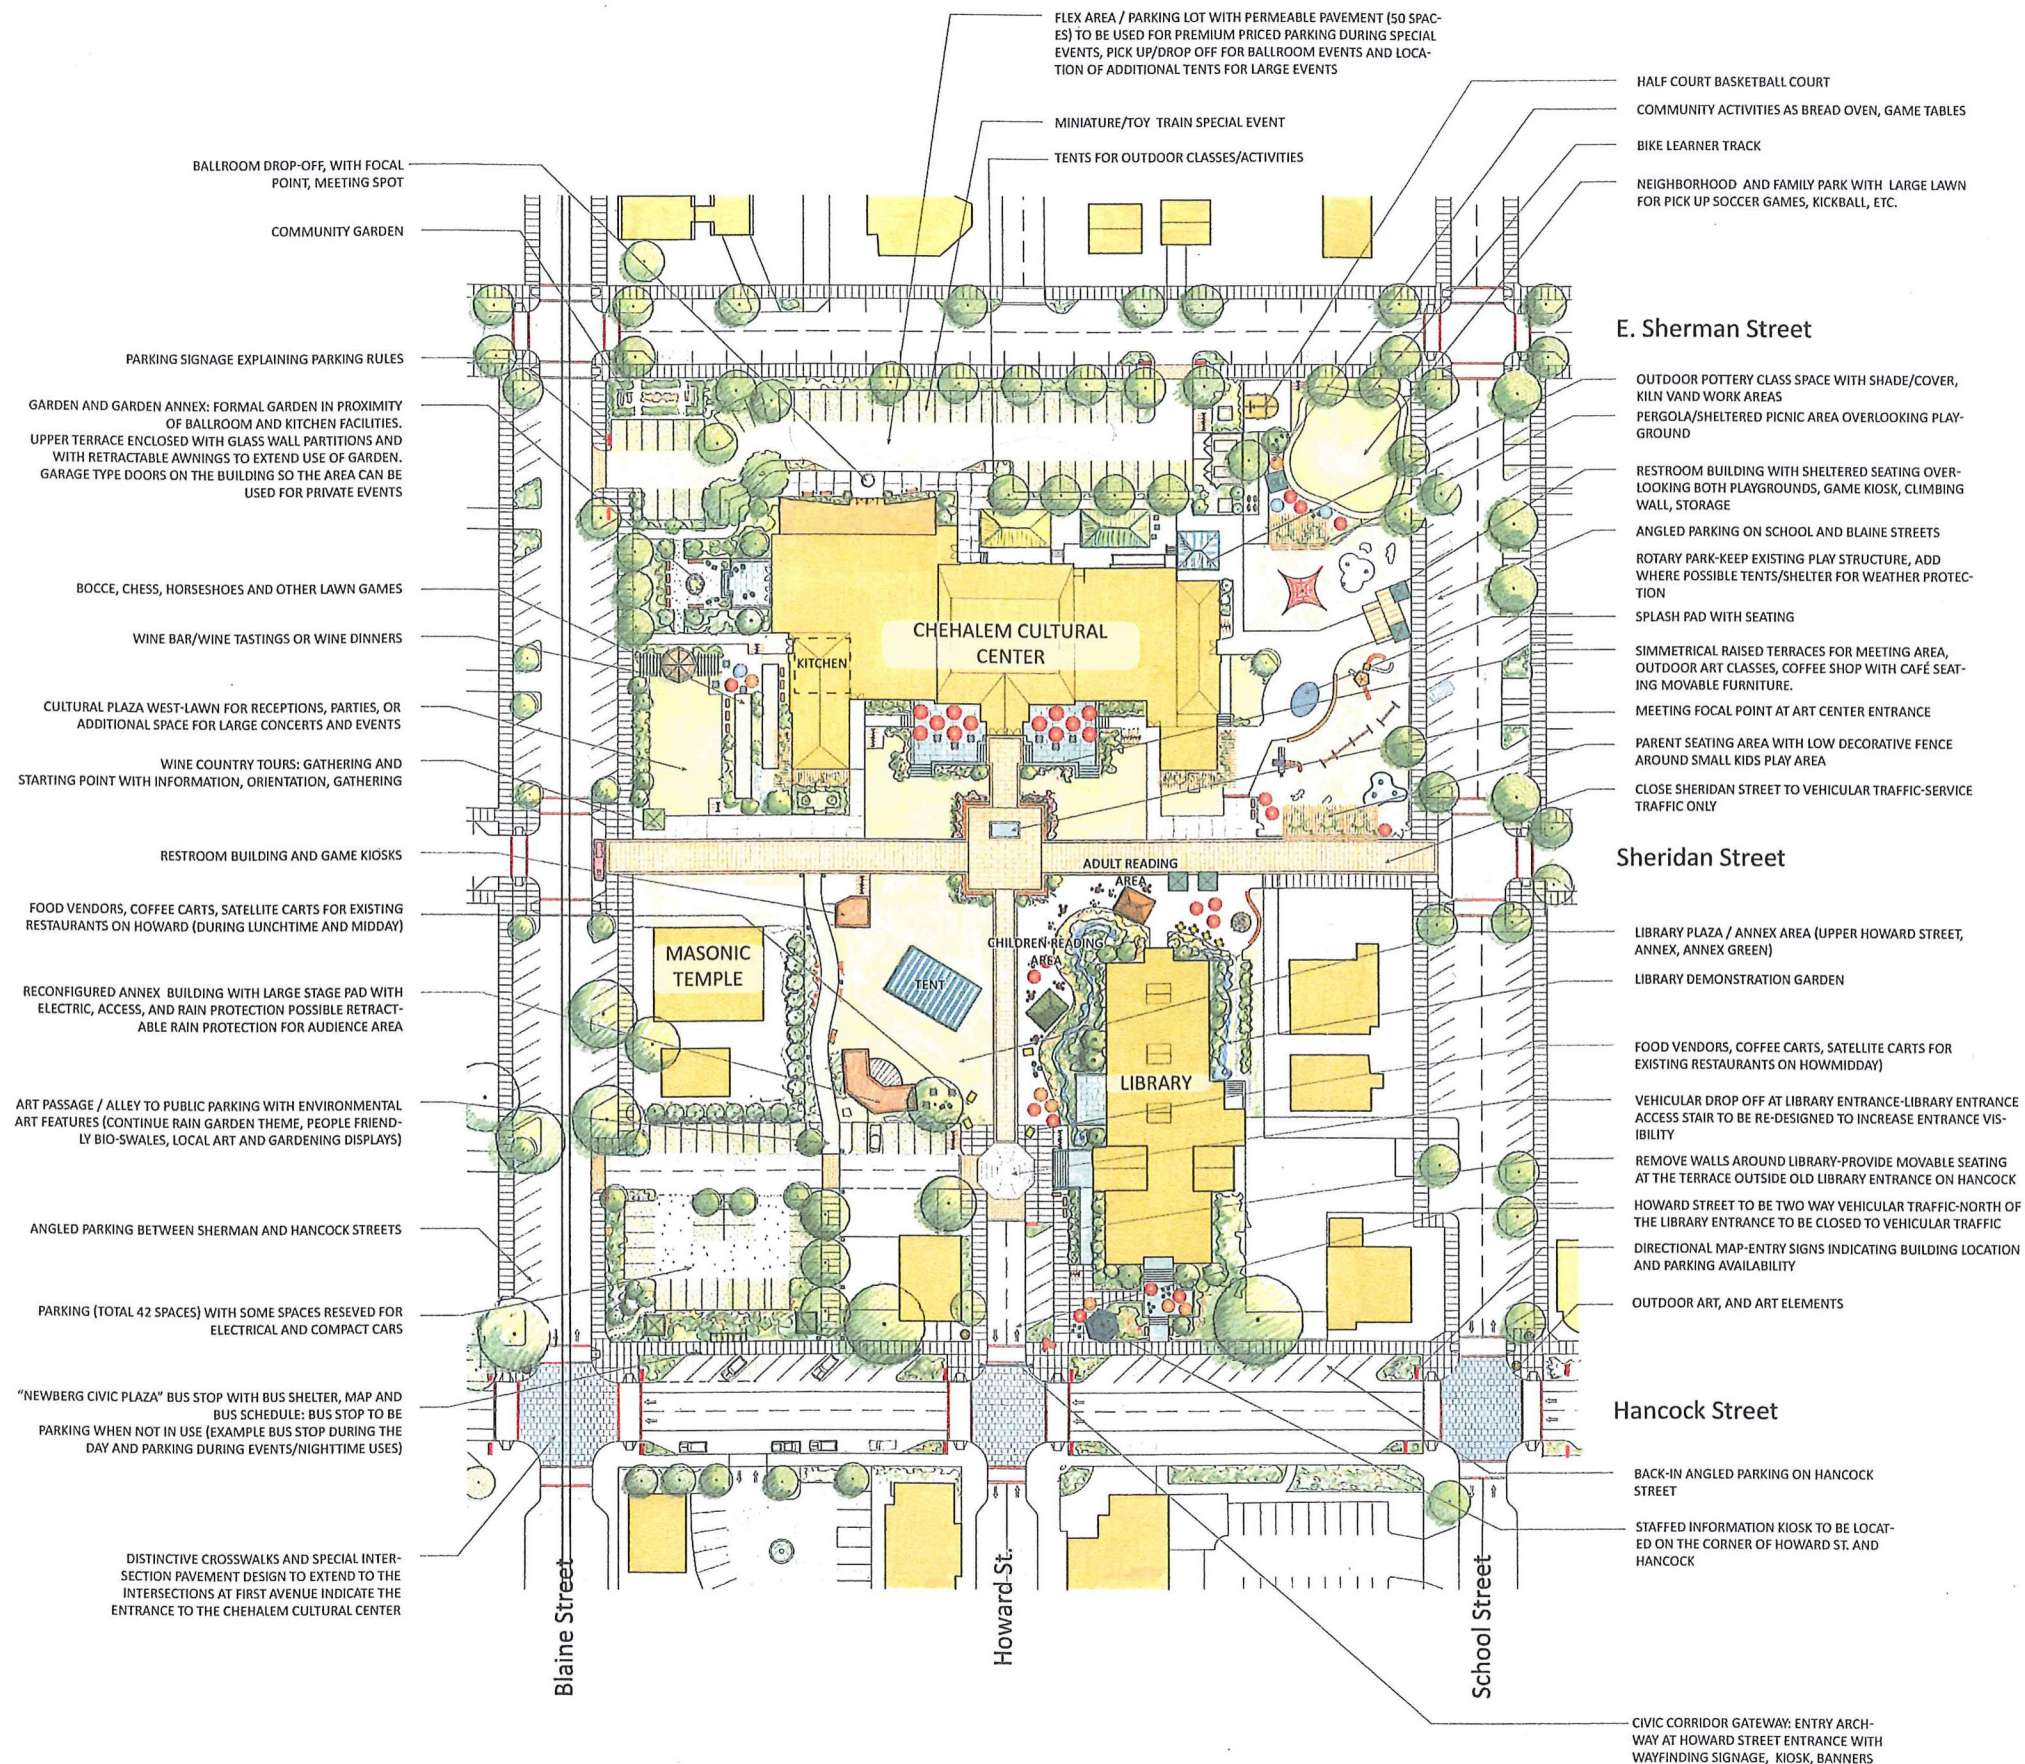 FLEX AREA / PARKING LOT WITH PERMEABLE PAVEMENT (50 SPAC-
ES) TO BE USED FOR PREMIUM PRICED PARKING DURING SPECIAL
EVENTS, PICK UP/DROP OFF FOR BALLROOM EVENTS AND LOCA-
TION OF ADDITIONAL TENTS FOR LARGE EVENTS
MINIATURE/TOY TRAIN SPECIAL EVENT
TENTS FOR OUTDOOR CLASSES/ACTIVITIES
BALLROOM DROP-OFF, WITH FOCAL
POINT, MEETING SPOT
COMMUNITY GARDEN
PARKING SIGNAGE EXPLAINING PARKING RULES
GARDEN AND GARDEN ANNEX: FORMAL GARDEN IN PROXIMITY
OF BALLROOM AND KITCHEN FACILITIES.
UPPER TERRACE ENCLOSED WITH GLASS WALL PARTITIONS AND
WITH RETRACTABLE AWNINGS TO EXTEND USE OF GARDEN.
GARAGE TYPE DOORS ON THE BUILDING SO THE AREA CAN BE
USED FOR PRIVATE EVENTS
BOCCE, CHESS, HORSESHOES AND OTHER LAWN GAMES
WINE BAR/WINE TASTINGS OR WINE DINNERS
CULTURAL PLAZA WEST-LAWN FOR RECEPTIONS, PARTIES, OR
ADDITIONAL SPACE FOR LARGE CONCERTS AND EVENTS
WINE COUNTRY TOURS: GATHERING AND
STARTING POINT WITH INFORMATION, ORIENTATION, GATHERING
RESTROOM BUILDING AND GAME KIOSKS
FOOD VENDORS, COFFEE CARTS, SATELLITE CARTS FOR EXISTING
RESTAURANTS ON HOWARD (DURING LUNCHTIME AND MIDDAY)
RECONFIGURED ANNEX BUILDING WITH LARGE STAGE PAD WITH
ELECTRIC, ACCESS, AND RAIN PROTECTION POSSIBLE RETRACT-
ABLE RAIN PROTECTION FOR AUDIENCE AREA
ART PASSAGE / ALLEY TO PUBLIC PARKING WITH ENVIRONMENTAL
ART FEATURES (CONTINUE RAIN GARDEN THEME, PEOPLE FRIEND-
LY BIO-SWALES, LOCAL ART AND GARDENING DISPLAYS)
ANGLED PARKING BETWEEN SHERMAN AND HANCOCK STREETS
PARKING (TOTAL 42 SPACES) WITH SOME SPACES RESEVED FOR
ELECTRICAL AND COMPACT CARS
"NEWBERG CIVIC PLAZA" BUS STOP WITH BUS SHELTER, MAP AND
BUS SCHEDULE: BUS STOP TO BE
PARKING WHEN NOT IN USE (EXAMPLE BUS STOP DURING THE
DAY AND PARKING DURING EVENTS/NIGHTTIME USES)
DISTINCTIVE CROSSWALKS AND SPECIAL INTER-
SECTION PAVEMENT DESIGN TO EXTEND TO THE
INTERSECTIONS AT FIRST AVENUE INDICATE THE
ENTRANCE TO THE CHEHALEM CULTURAL CENTER
KITCHEN
CHEHALEM CULTURAL
CENTER
ADULT READING
AREA
CHILDREN READING
AREA
MASONIC
TEMPLE
TENT
LIBRARY
Blaine Street
Howard St.
School Street
HALF COURT BASKETBALL COURT
COMMUNITY ACTIVITIES AS BREAD OVEN, GAME TABLES
BIKE LEARNER TRACK
NEIGHBORHOOD AND FAMILY PARK WITH LARGE LAWN
FOR PICK UP SOCCER GAMES, KICKBALL, ETC.
E. Sherman Street
OUTDOOR POTTERY CLASS SPACE WITH SHADE/COVER,
KILN VAND WORK AREAS
PERGOLA/SHELTERED PICNIC AREA OVERLOOKING PLAY-
GROUND
RESTROOM BUILDING WITH SHELTERED SEATING OVER-
LOOKING BOTH PLAYGROUNDS, GAME KIOSK, CLIMBING
WALL, STORAGE
ANGLED PARKING ON SCHOOL AND BLAINE STREETS
ROTARY PARK-KEEP EXISTING PLAY STRUCTURE, ADD
WHERE POSSIBLE TENTS/SHELTER FOR WEATHER PROTEC-
TION
SPLASH PAD WITH SEATING
SIMMETRICAL RAISED TERRACES FOR MEETING AREA,
OUTDOOR ART CLASSES, COFFEE SHOP WITH CAFÉ SEAT-
ING MOVABLE FURNITURE.
MEETING FOCAL POINT AT ART CENTER ENTRANCE
PARENT SEATING AREA WITH LOW DECORATIVE FENCE
AROUND SMALL KIDS PLAY AREA
CLOSE SHERIDAN STREET TO VEHICULAR TRAFFIC-SERVICE
TRAFFIC ONLY
Sheridan Street
LIBRARY PLAZA / ANNEX AREA (UPPER HOWARD STREET,
ANNEX, ANNEX GREEN)
LIBRARY DEMONSTRATION GARDEN
FOOD VENDORS, COFFEE CARTS, SATELLITE CARTS FOR
EXISTING RESTAURANTS ON HOWMIDDAY)
VEHICULAR DROP OFF AT LIBRARY ENTRANCE-LIBRARY ENTRANCE
ACCESS STAIR TO BE RE-DESIGNED TO INCREASE ENTRANCE VIS-
IBILITY
REMOVE WALLS AROUND LIBRARY-PROVIDE MOVABLE SEATING
AT THE TERRACE OUTSIDE OLD LIBRARY ENTRANCE ON HANCOCK
HOWARD STREET TO BE TWO WAY VEHICULAR TRAFFIC-NORTH OF
THE LIBRARY ENTRANCE TO BE CLOSED TO VEHICULAR TRAFFIC
DIRECTIONAL MAP-ENTRY SIGNS INDICATING BUILDING LOCATION
AND PARKING AVAILABILITY
OUTDOOR ART, AND ART ELEMENTS
Hancock Street
BACK-IN ANGLED PARKING ON HANCOCK
STREET
STAFFED INFORMATION KIOSK TO BE LOCAT-
ED ON THE CORNER OF HOWARD ST. AND
HANCOCK
CIVIC CORRIDOR GATEWAY: ENTRY ARCH-
WAY AT HOWARD STREET ENTRANCE WITH
WAYFINDING SIGNAGE, KIOSK, BANNERS